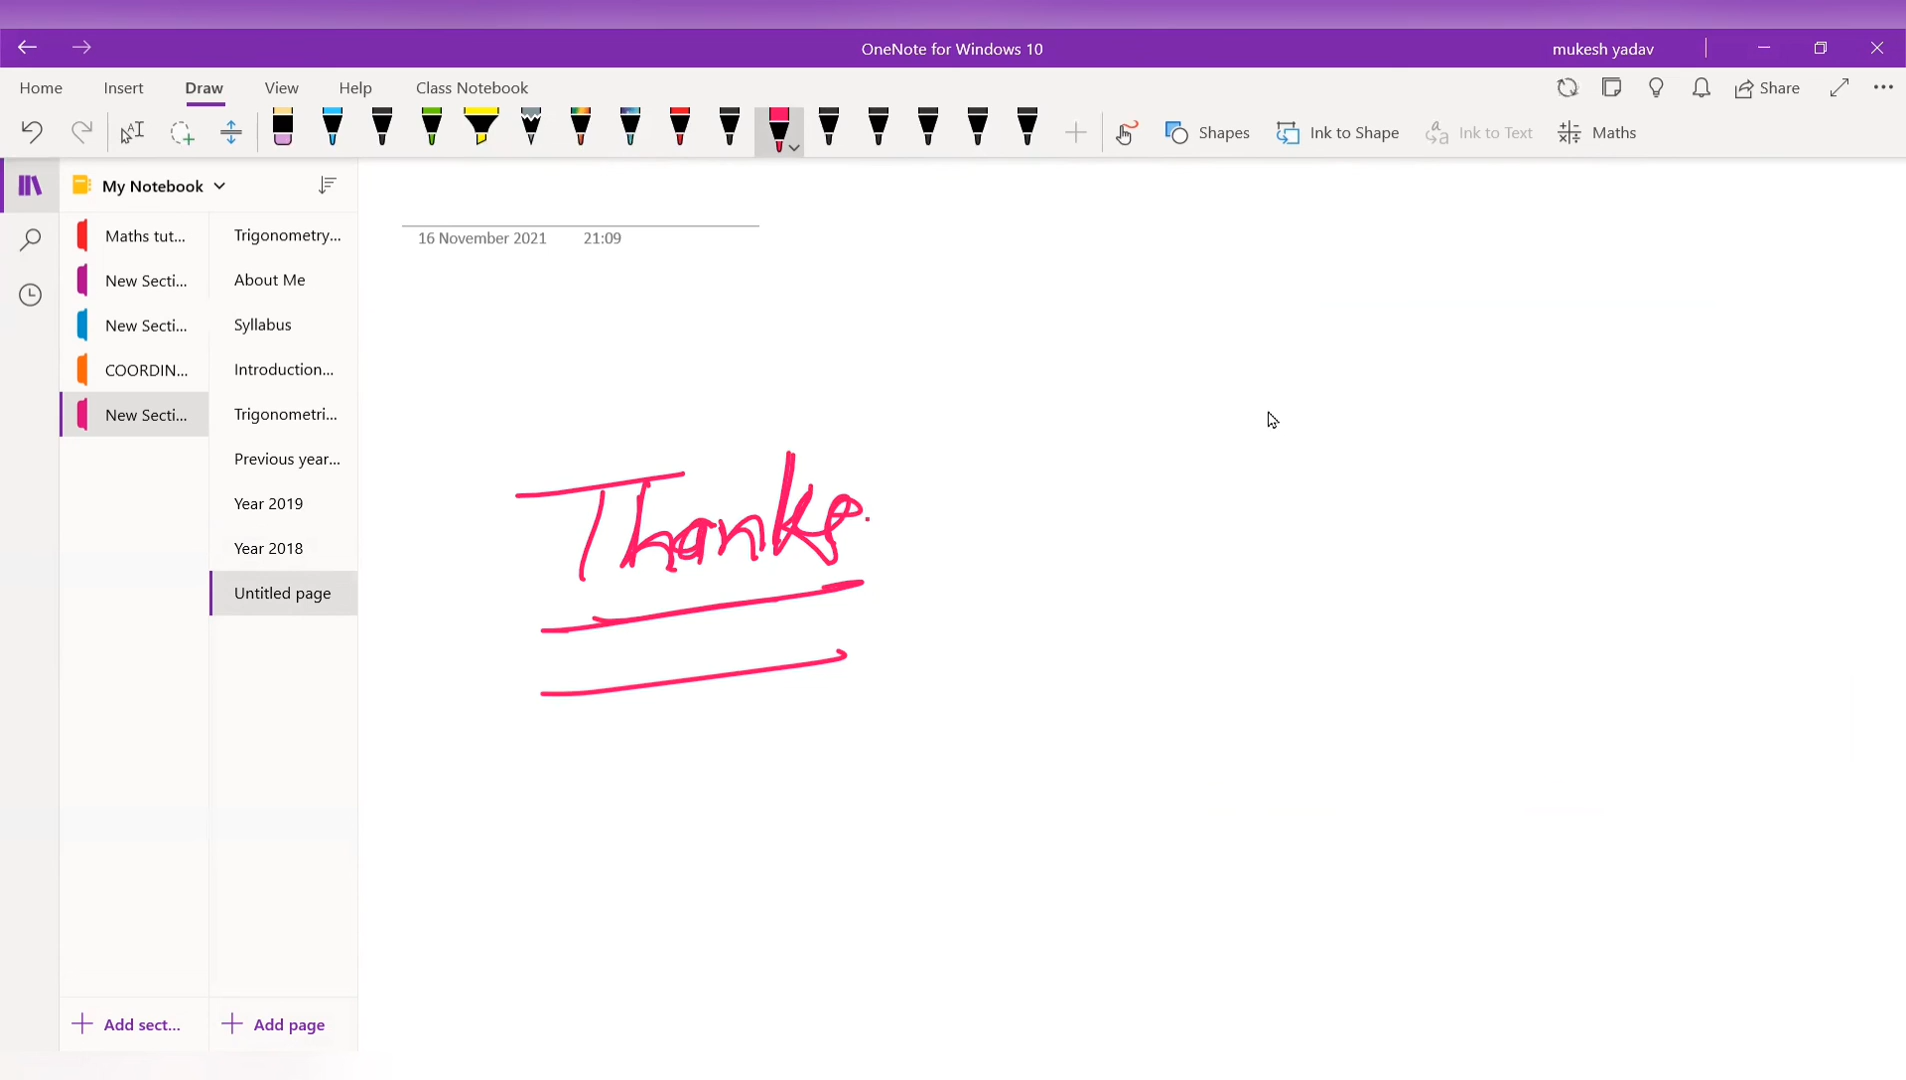 OneNote for Windows 10
mukesh yadav
Home Insert Draw View Help Class Notebook
Share
Shapes Ink to Shape Ink to Text Maths
My Notebook
Maths tut...
New Secti...
New Secti...
COORDIN...
New Secti...
Trigonometry...
About Me
Syllabus
Introduction...
Trigonometri...
Previous year...
Year 2019
Year 2018
Untitled page
16 November 2021 21:09
Thanks.
Add sect...
Add page